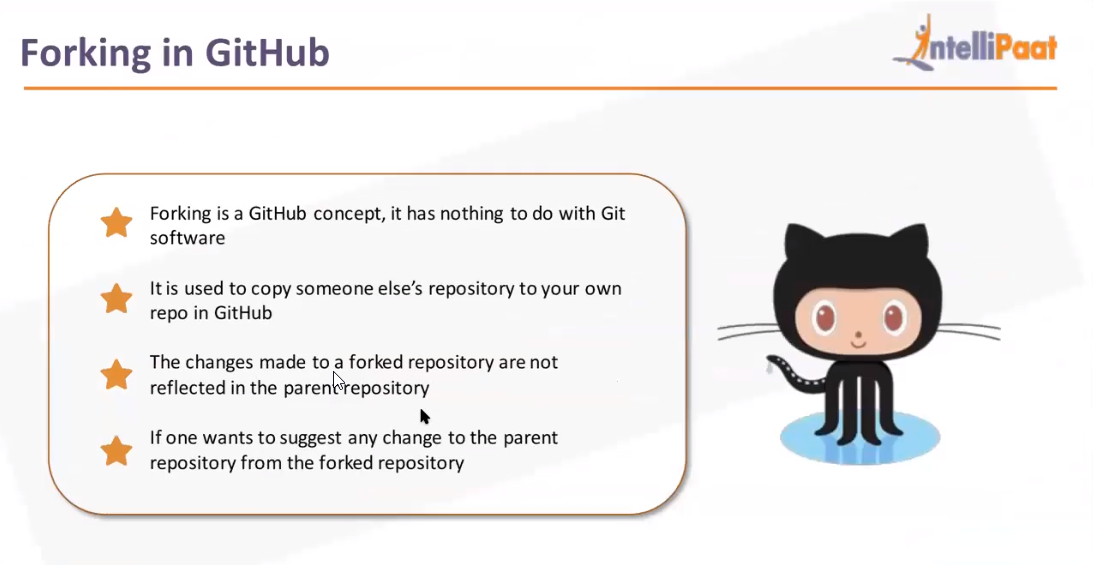 Forking in GitHub
IntelliPaat
Forking is a GitHub concept, it has nothing to do with Git
software
It is used to copy someone else’s repository to your own
repo in GitHub
The changes made to a forked repository are not
reflected in the parent repository
If one wants to suggest any change to the parent
repository from the forked repository